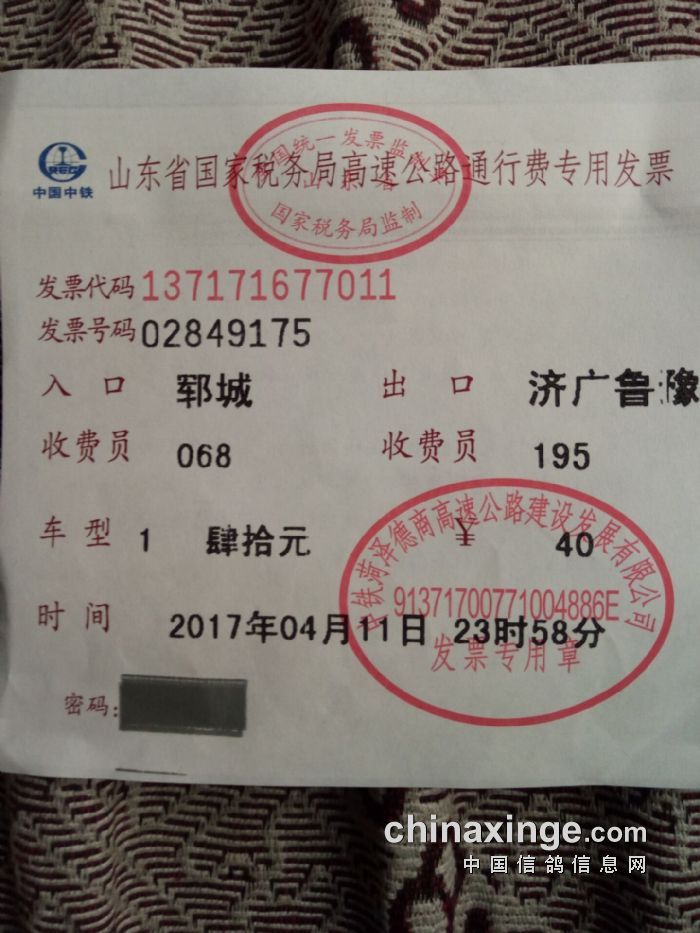 全国统一发票监制章
山东省
国家税务局监制
CREC
中国中铁
山东省国家税务局高速公路通行费专用发票
发票代码 137171677011
发票号码 02849175
入口 郓城 出口 济广鲁豫
收费员 068 收费员 195
车型 1 肆拾元 ¥ 40
时间 2017年04月11日 23时58分
中铁菏泽德商高速公路建设发展有限公司
91371700771004886E
发票专用章
密码:
chinaxinge.com
中国信鸽信息网